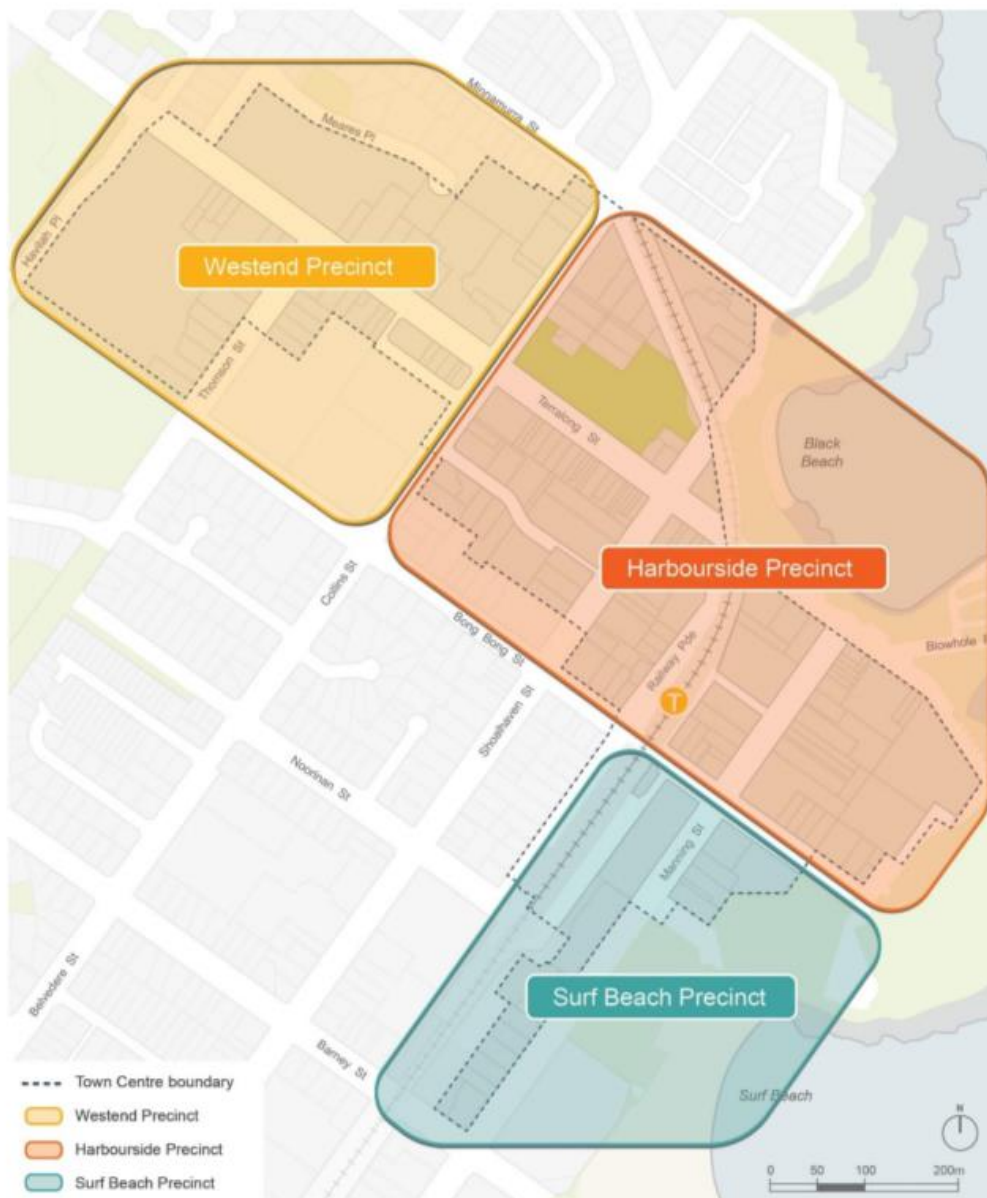 Minnamurra St
Meares Pl
Havilah Pl
Westend Precinct
Thomson St
Terralong St
Black
Beach
Harbourside Precinct
Collins St
Bong Bong St
Railway Pde
Blowhole
T
Shoalhaven St
Noorinan St
Manning St
Surf Beach Precinct
Belvedere St
Barney St
Surf Beach
Town Centre boundary
Westend Precinct
Harbourside Precinct
Surf Beach Precinct
N
0 50 100 200m